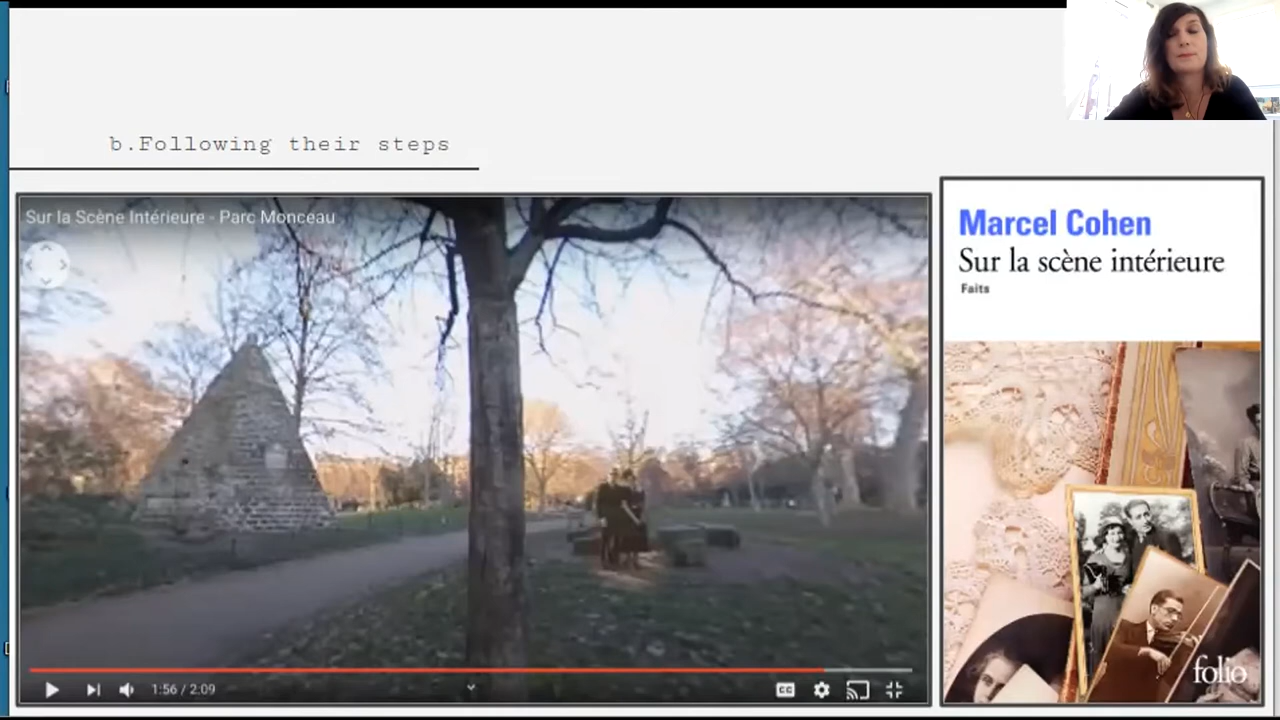 b.Following their steps
Sur la Scène Intérieure - Parc Monceau
1:56 / 2:09
CC
Marcel Cohen
Sur la scène intérieure
Faits
folio